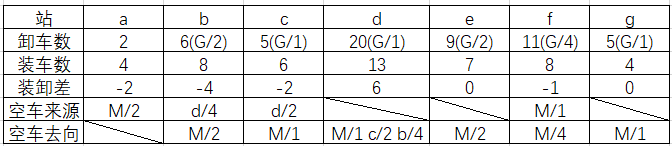 站 a b c d e f g
卸车数 2 6(G/2) 5(G/1) 20(G/1) 9(G/2) 11(G/4) 5(G/1)
装车数 4 8 6 13 7 8 4
装卸差 -2 -4 -2 6 0 -1 0
空车来源 M/2 d/4 d/2 M/1
空车去向 M/2 M/1 M/1 c/2 b/4 M/2 M/4 M/1